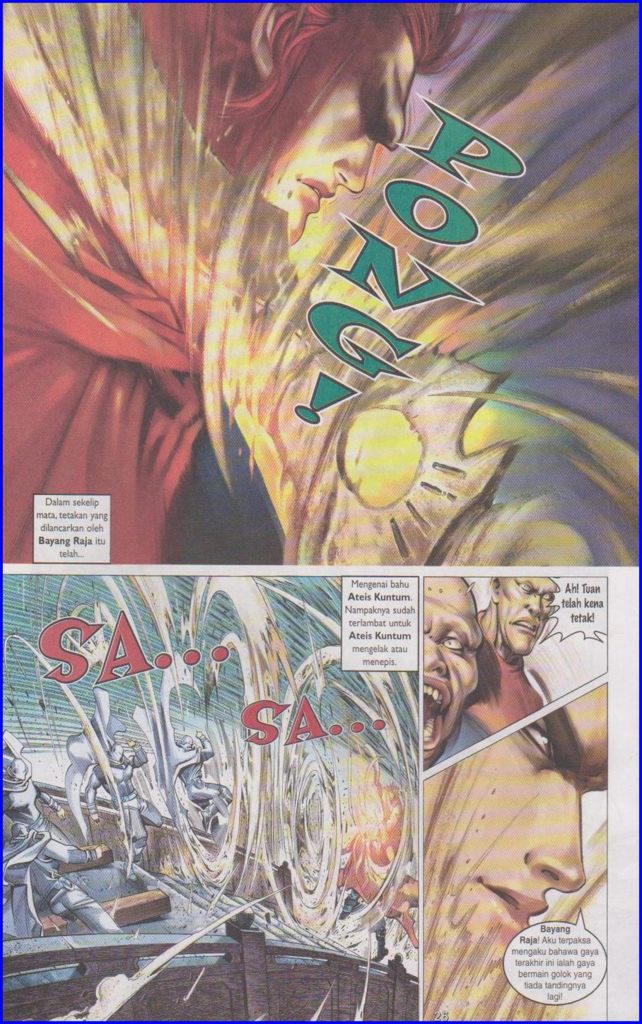 PONG!
Dalam sekelip
mata, tetakan yang
dilancarkan oleh
Bayang Raja itu
telah...
SA...
SA...
Mengenai bahu
Ateis Kuntum.
Nampaknya sudah
terlambat untuk
Ateis Kuntum
mengelak atau
menepis.
Ah! Tuan
telah kena
tetak!
Bayang
Raja! Aku terpaksa
mengaku bahawa gaya
terakhir ini ialah gaya
bermain golok yang
tiada tandingnya
lagi!
26